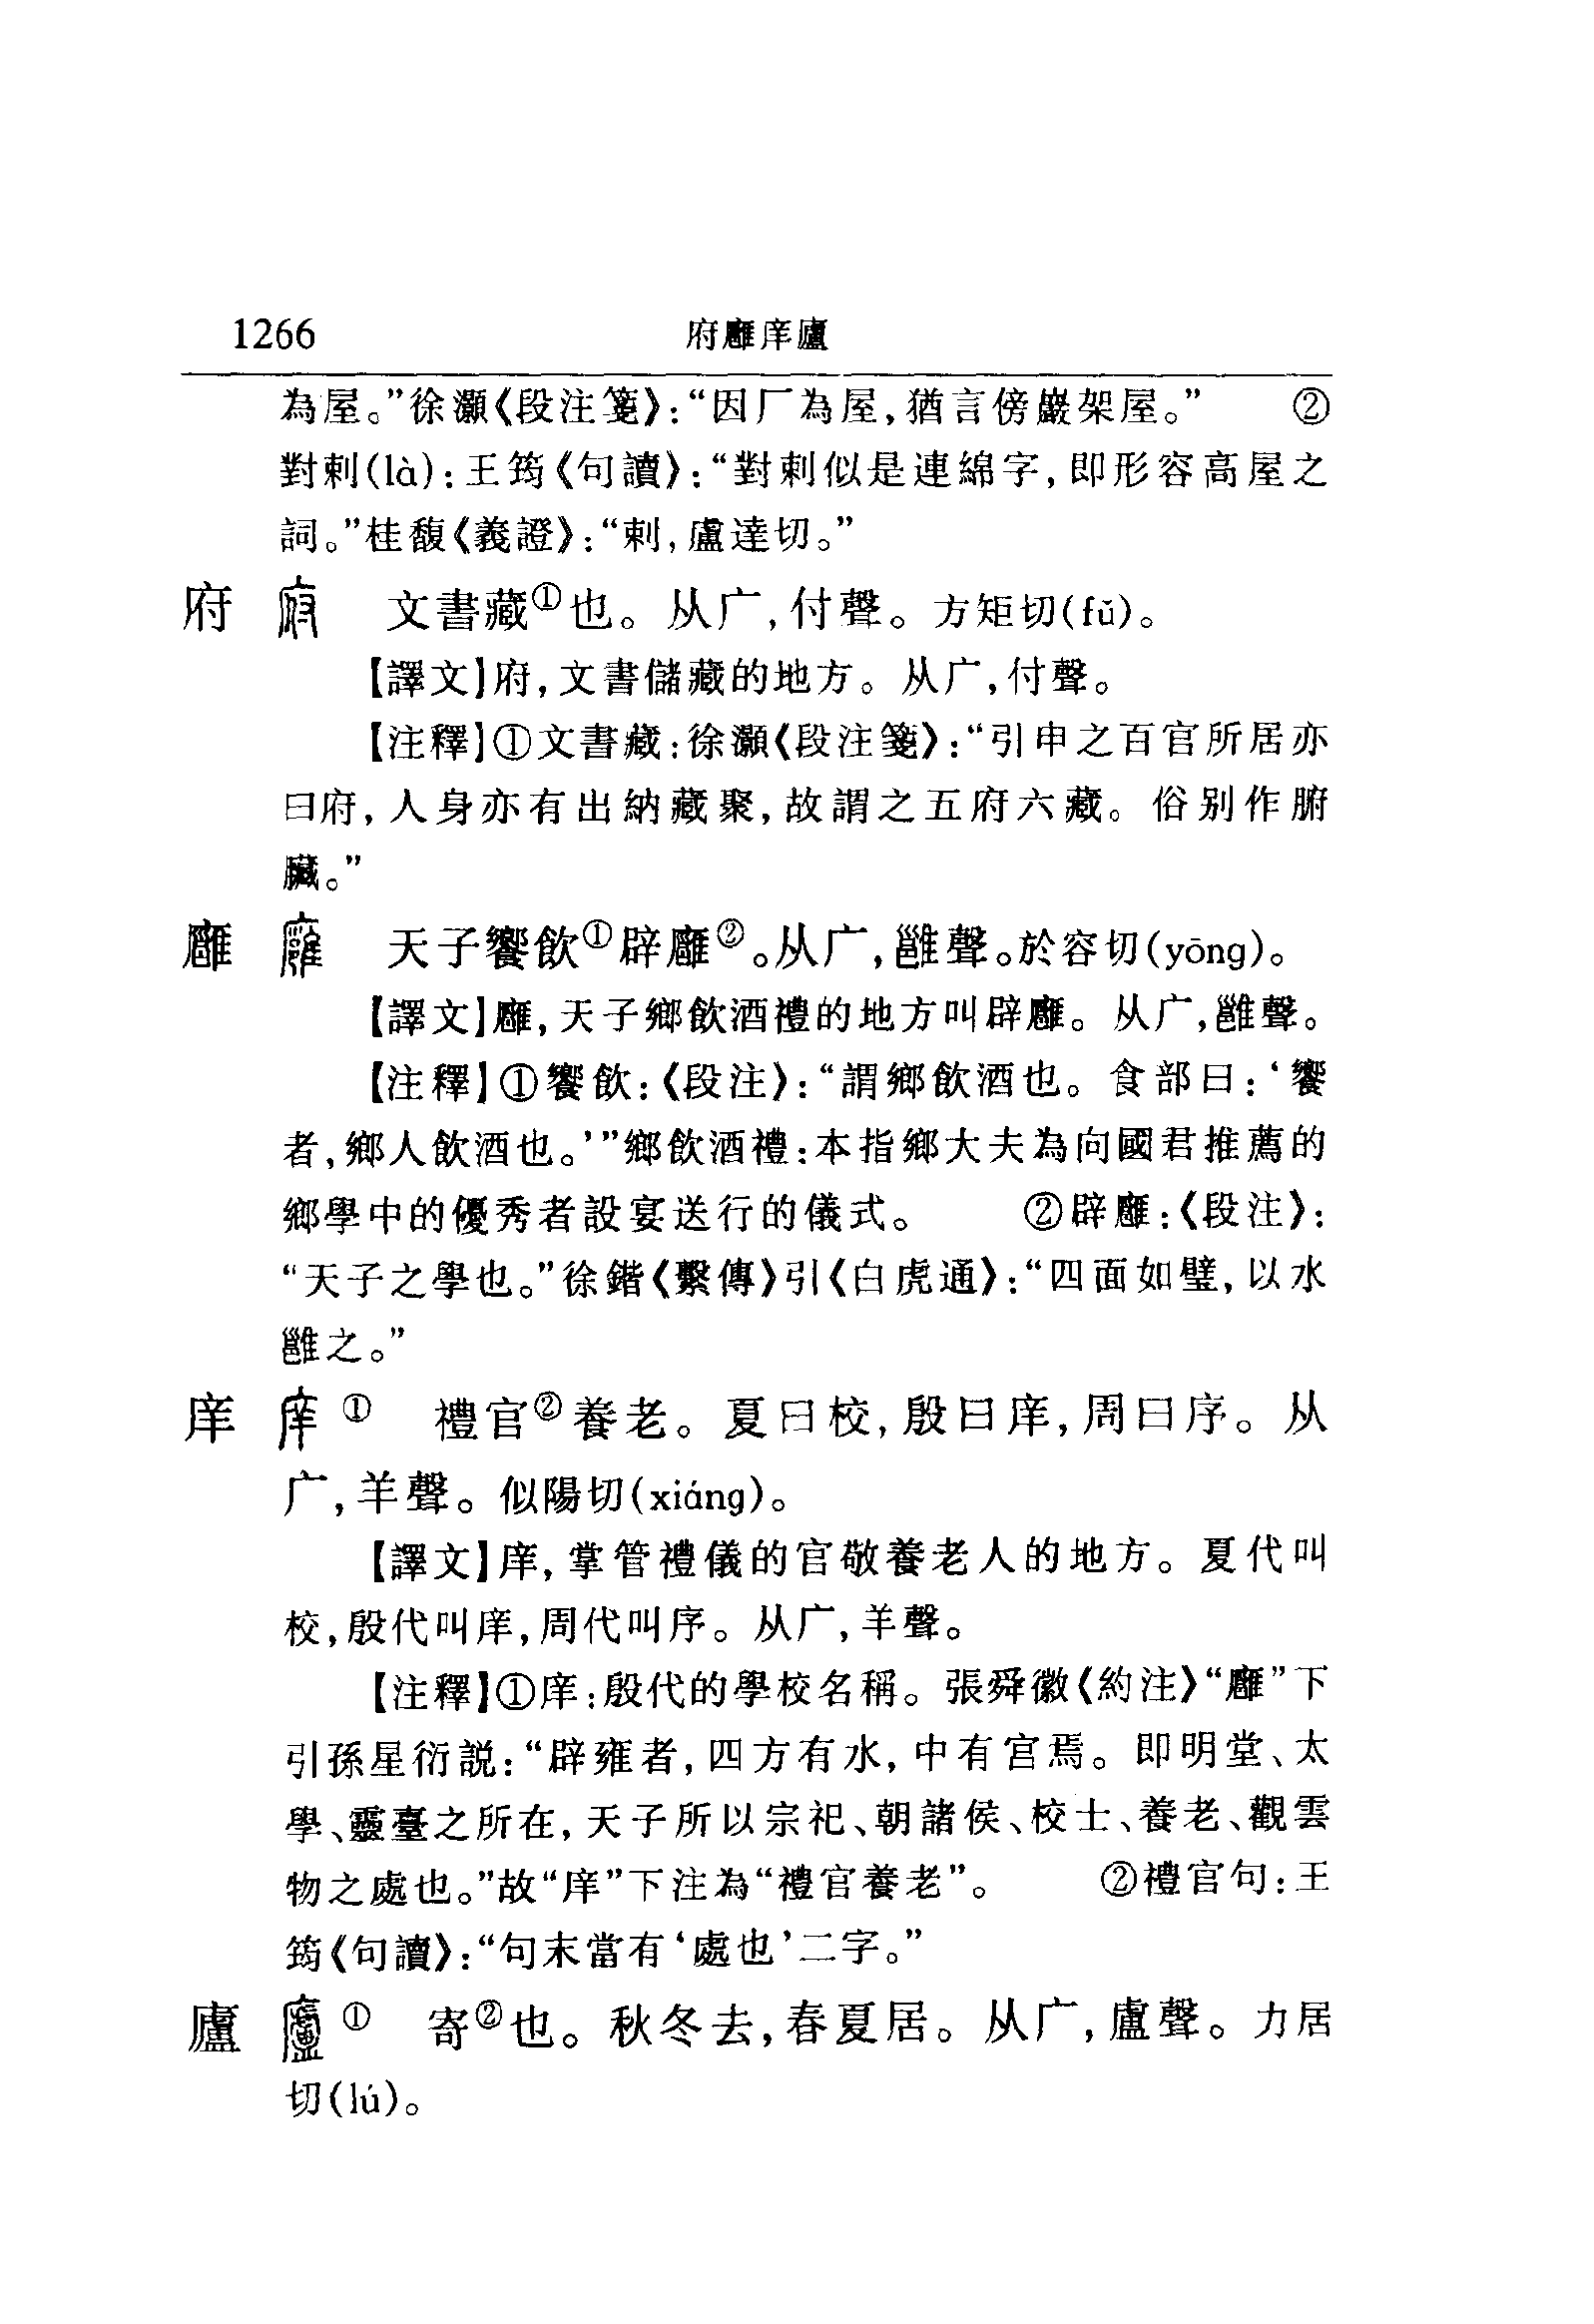 1266 府廱庠廬
為屋。”徐灝《段注箋》:“因厂為屋,猶言傍巖架屋。” ②
對剌(là):王筠《句讀》:“對剌似是連綿字,即形容高屋之
詞。”桂馥《義證》:“剌,盧達切。”
府 文書藏①也。从广,付聲。方矩切(fǔ)。
【譯文】府,文書儲藏的地方。从广,付聲。
【注釋】①文書藏:徐灝《段注箋》:“引申之百官所居亦
曰府,人身亦有出納藏聚,故謂之五府六藏。俗别作腑
臟。”
廱 天子饗飲①辟廱②。从广,雝聲。於容切(yōng)。
【譯文】廱,天子鄉飲酒禮的地方叫辟廱。从广,雝聲。
【注釋】①饗飲:《段注》:“謂鄉飲酒也。食部曰:‘饗
者,鄉人飲酒也。’”鄉飲酒禮:本指鄉大夫為向國君推薦的
鄉學中的優秀者設宴送行的儀式。 ②辟廱:《段注》:
“天子之學也。”徐鍇《繫傳》引《白虎通》:“四面如璧,以水
雝之。”
庠 ① 禮官②養老。夏曰校,殷曰庠,周曰序。从
广,羊聲。似陽切(xiáng)。
【譯文】庠,掌管禮儀的官敬養老人的地方。夏代叫
校,殷代叫庠,周代叫序。从广,羊聲。
【注釋】①庠:殷代的學校名稱。張舜徽《約注》“廱”下
引孫星衍説:“辟雍者,四方有水,中有宫焉。即明堂、太
學、靈臺之所在,天子所以宗祀、朝諸侯、校士、養老、觀雲
物之處也。”故“庠”下注為“禮官養老”。 ②禮官句:王
筠《句讀》:“句末當有‘處也’二字。”
廬 ① 寄②也。秋冬去,春夏居。从广,盧聲。力居
切(lú)。